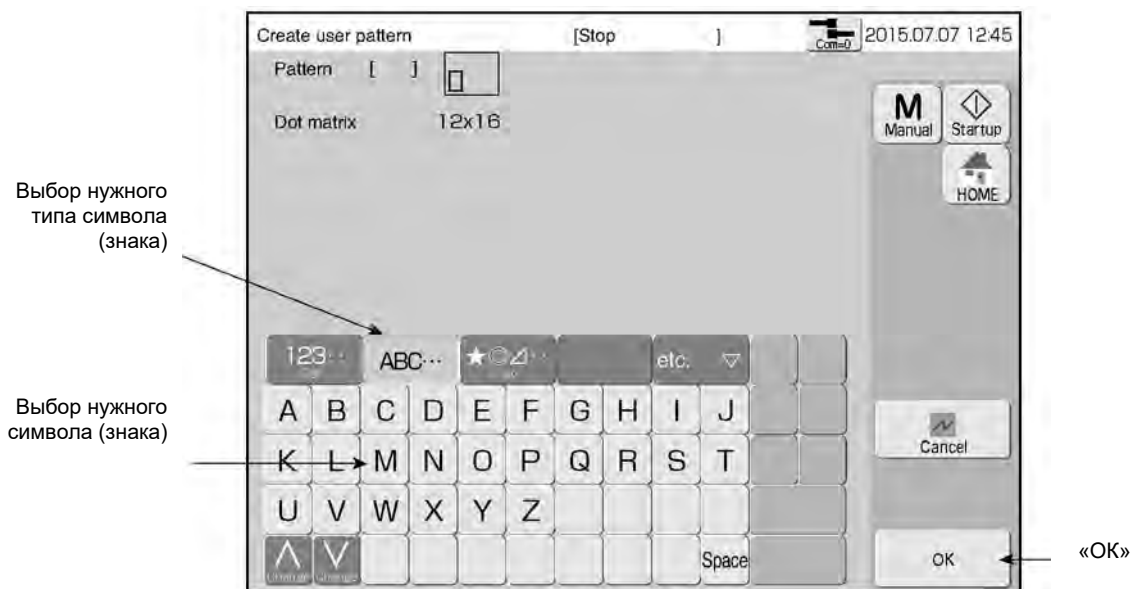 Create user pattern [Stop ] Com=0 2015.07.07 12:45
Pattern [ ]
Dot matrix 12x16
M
Manual
Startup
HOME
Выбор нужного
типа символа
(знака)
123‥ ABC… ★◎⊿‥ etc. ▽
A B C D E F G H I J
Выбор нужного
символа (знака)
K L M N O P Q R S T
Cancel
U V W X Y Z
Space
OK
«ОК»